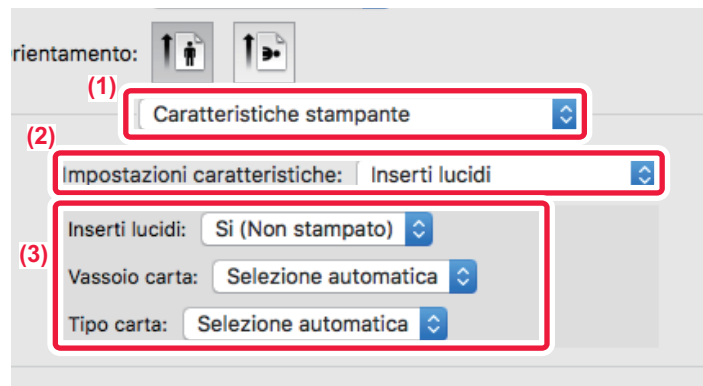 rientamento:
(1)
Caratteristiche stampante
(2)
Impostazioni caratteristiche: Inserti lucidi
(3)
Inserti lucidi: Si (Non stampato)
Vassoio carta: Selezione automatica
Tipo carta: Selezione automatica